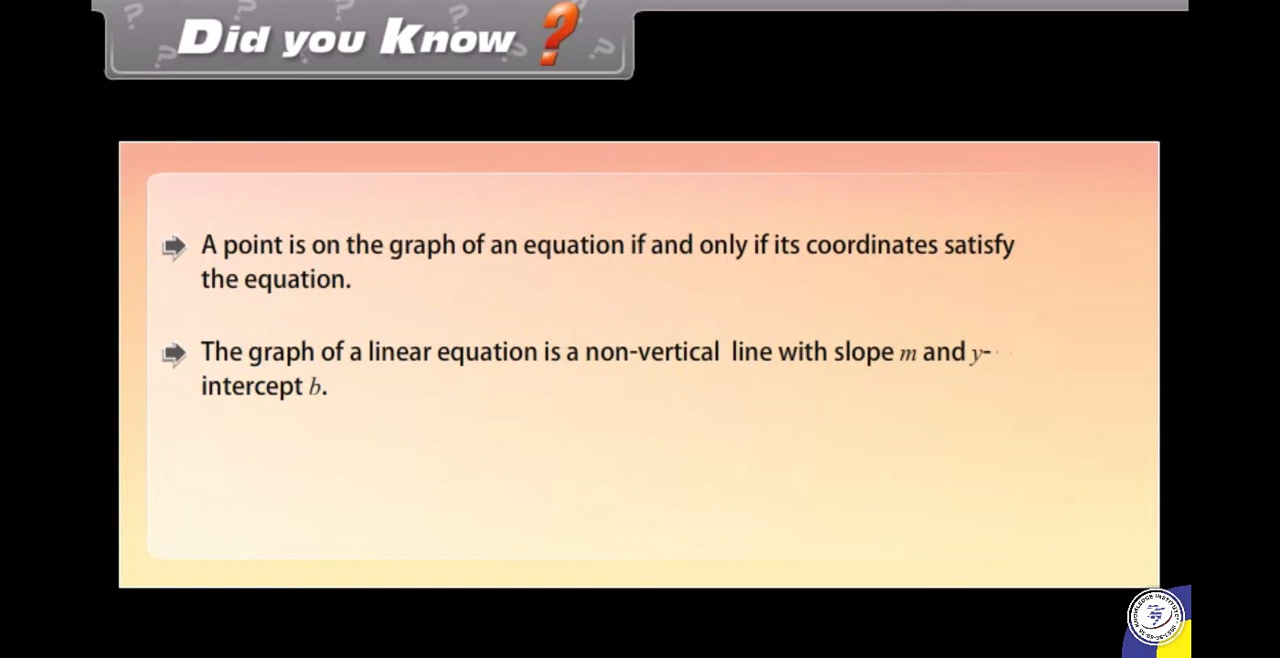 Did you Know ?
A point is on the graph of an equation if and only if its coordinates satisfy
the equation.
The graph of a linear equation is a non-vertical line with slope m and y-
intercept b.